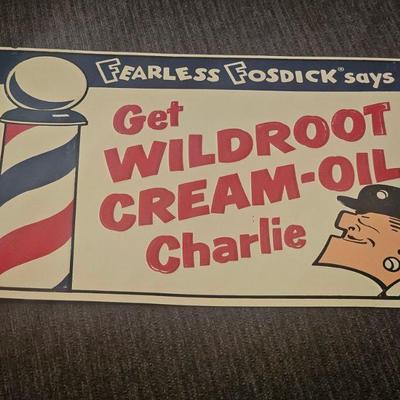 FEARLESS FOSDICK® says
Get
WILDROOT
CREAM-OIL
Charlie